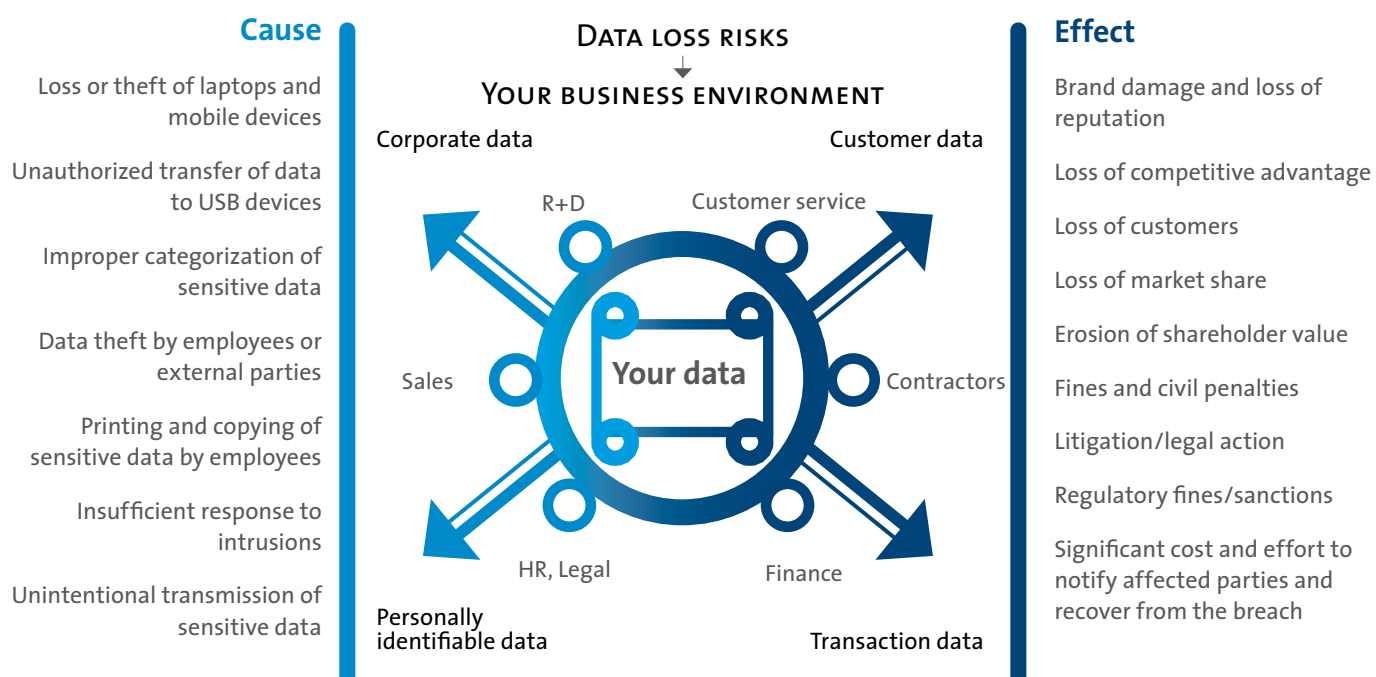 Cause
Loss or theft of laptops and
mobile devices
Unauthorized transfer of data
to USB devices
Improper categorization of
sensitive data
Data theft by employees or
external parties
Printing and copying of
sensitive data by employees
Insufficient response to
intrusions
Unintentional transmission of
sensitive data
DATA LOSS RISKS
YOUR BUSINESS ENVIRONMENT
Corporate data
Customer data
R+D
Customer service
Sales
Your data
Contractors
HR, Legal
Finance
Personally
identifiable data
Transaction data
Effect
Brand damage and loss of
reputation
Loss of competitive advantage
Loss of customers
Loss of market share
Erosion of shareholder value
Fines and civil penalties
Litigation/legal action
Regulatory fines/sanctions
Significant cost and effort to
notify affected parties and
recover from the breach